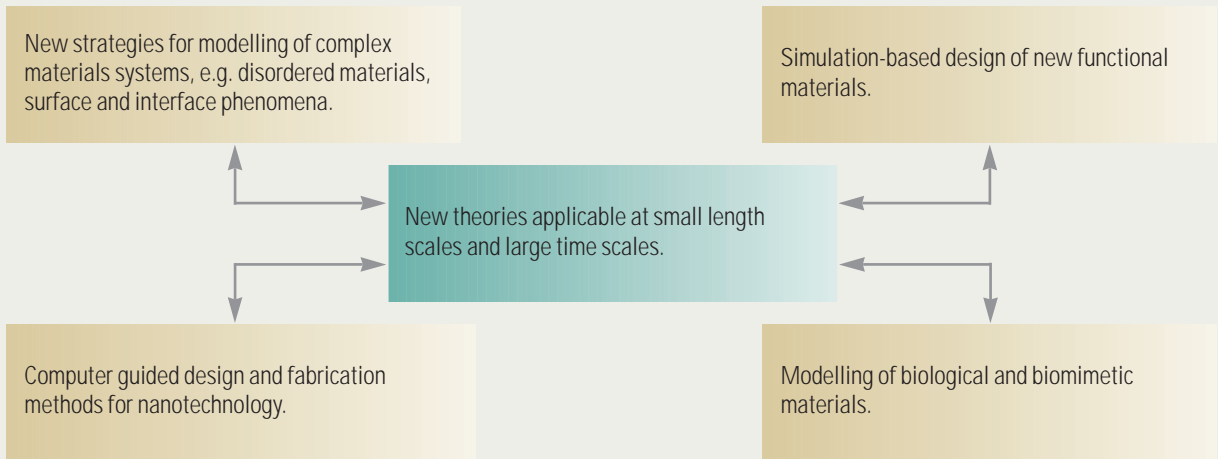 New strategies for modelling of complex
materials systems, e.g. disordered materials,
surface and interface phenomena.
Simulation-based design of new functional
materials.
New theories applicable at small length
scales and large time scales.
Computer guided design and fabrication
methods for nanotechnology.
Modelling of biological and biomimetic
materials.